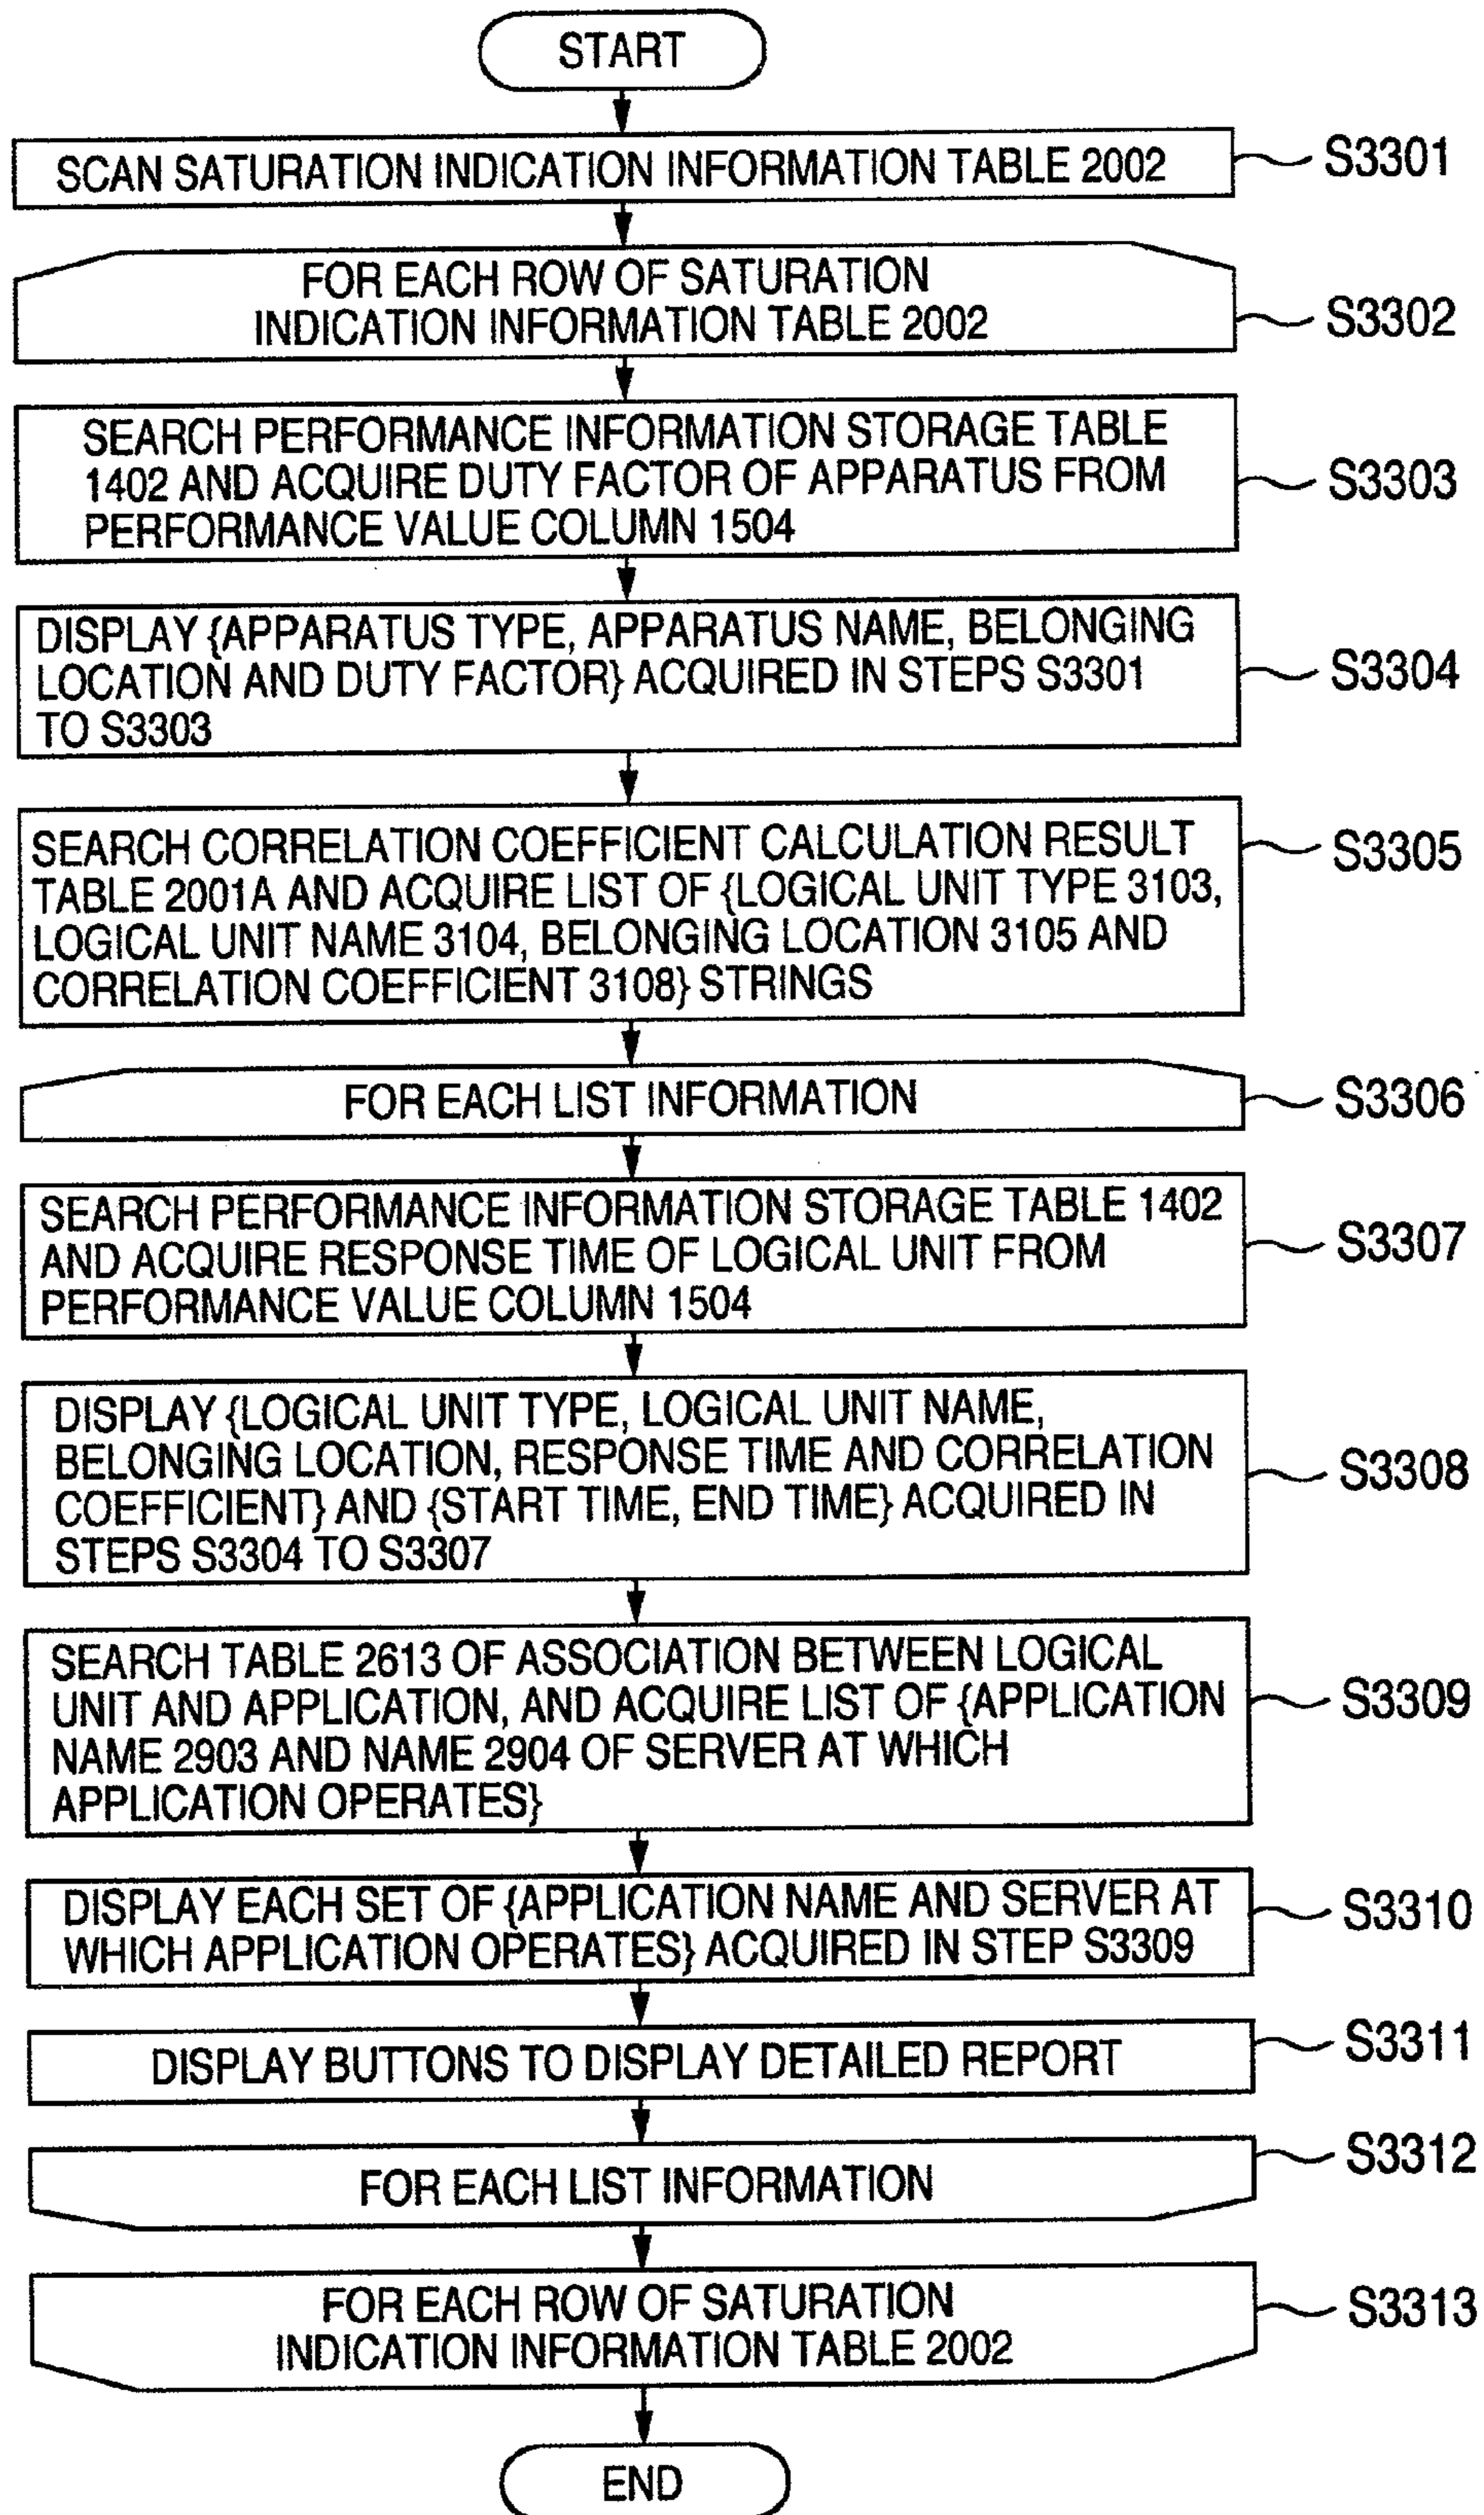 START
SCAN SATURATION INDICATION INFORMATION TABLE 2002
S3301
FOR EACH ROW OF SATURATION
INDICATION INFORMATION TABLE 2002
S3302
SEARCH PERFORMANCE INFORMATION STORAGE TABLE
1402 AND ACQUIRE DUTY FACTOR OF APPARATUS FROM
PERFORMANCE VALUE COLUMN 1504
S3303
DISPLAY {APPARATUS TYPE, APPARATUS NAME, BELONGING
LOCATION AND DUTY FACTOR} ACQUIRED IN STEPS S3301
TO S3303
S3304
SEARCH CORRELATION COEFFICIENT CALCULATION RESULT
TABLE 2001A AND ACQUIRE LIST OF {LOGICAL UNIT TYPE 3103,
LOGICAL UNIT NAME 3104, BELONGING LOCATION 3105 AND
CORRELATION COEFFICIENT 3108} STRINGS
S3305
FOR EACH LIST INFORMATION
S3306
SEARCH PERFORMANCE INFORMATION STORAGE TABLE 1402
AND ACQUIRE RESPONSE TIME OF LOGICAL UNIT FROM
PERFORMANCE VALUE COLUMN 1504
S3307
DISPLAY {LOGICAL UNIT TYPE, LOGICAL UNIT NAME,
BELONGING LOCATION, RESPONSE TIME AND CORRELATION
COEFFICIENT} AND {START TIME, END TIME} ACQUIRED IN
STEPS S3304 TO S3307
S3308
SEARCH TABLE 2613 OF ASSOCIATION BETWEEN LOGICAL
UNIT AND APPLICATION, AND ACQUIRE LIST OF {APPLICATION
NAME 2903 AND NAME 2904 OF SERVER AT WHICH
APPLICATION OPERATES}
S3309
DISPLAY EACH SET OF {APPLICATION NAME AND SERVER AT
WHICH APPLICATION OPERATES} ACQUIRED IN STEP S3309
S3310
DISPLAY BUTTONS TO DISPLAY DETAILED REPORT
S3311
FOR EACH LIST INFORMATION
S3312
FOR EACH ROW OF SATURATION
INDICATION INFORMATION TABLE 2002
S3313
END